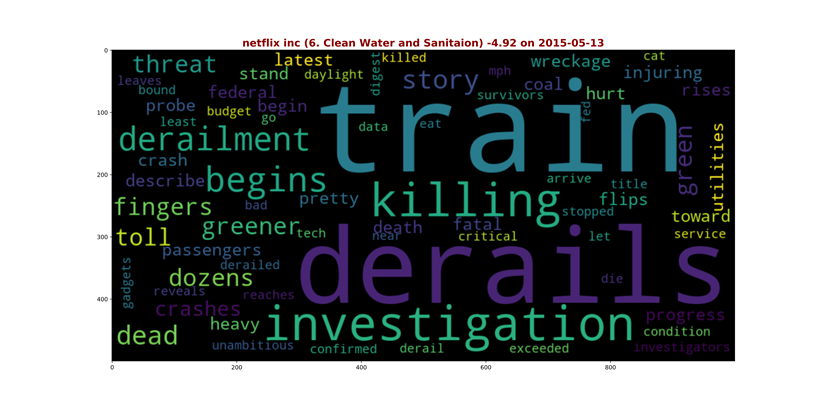 netflix inc (6. Clean Water and Sanitaion) -4.92 on 2015-05-13
0
100
200
300
400
0
200
400
600
800
threat
latest
killed
digest
wreckage
cat
leaves
stand
daylight
story
mph
coal
injuring
bound
federal
survivors
hurt
rises
probe
budget
begin
train
fed
least
go
data
eat
derailment
green
utilities
crash
describe
begins
arrive
title
pretty
killing
flips
fingers
bad
stopped
toward
greener
tech
death
fatal
near
critical
let
service
toll
passengers
derails
derailed
gadgets
dozens
die
reveals
reaches
crashes
investigation
progress
dead
heavy
condition
unambitious
confirmed
derail
exceeded
investigators